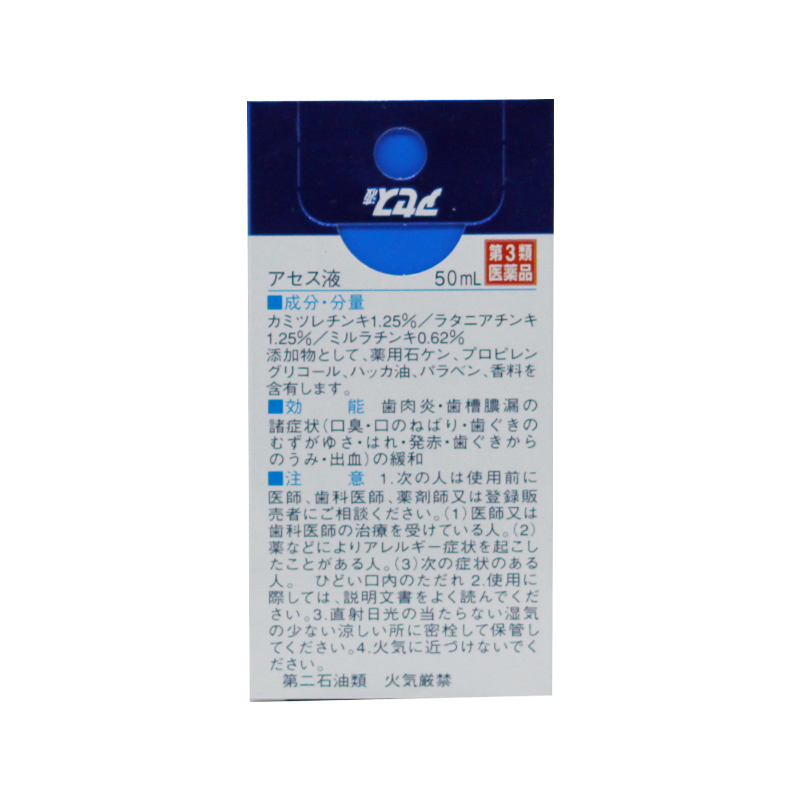 アセス液
第3類
医薬品
アセス液 50mL
■成分・分量
カミツレチンキ1.25%/ラタニアチンキ
1.25%/ミルラチンキ0.62%
添加物として、薬用石ケン、プロピレン
グリコール、ハッカ油、パラベン、香料を
含有します。
■効 能 歯肉炎・歯槽膿漏の
諸症状(口臭・口のねばり・歯ぐきの
むずがゆさ・はれ・発赤・歯ぐきから
のうみ・出血)の緩和
■注 意 1.次の人は使用前に
医師、歯科医師、薬剤師又は登録販
売者にご相談ください。(1)医師又は
歯科医師の治療を受けている人。(2)
薬などによりアレルギー症状を起こし
たことがある人。(3)次の症状のある
人。 ひどい口内のただれ 2.使用に
際しては、説明文書をよく読んでくだ
さい。3.直射日光の当たらない湿気
の少ない涼しい所に密栓して保管し
てください。4.火気に近づけないでく
ださい。
第二石油類 火気厳禁